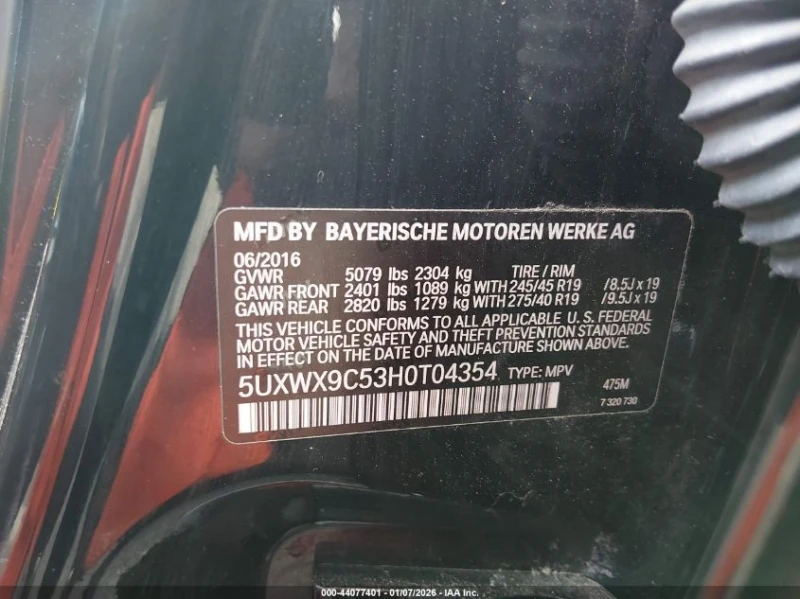 MFD BY BAYERISCHE MOTOREN WERKE AG
06/2016
GVWR 5079 lbs 2304 kg TIRE / RIM
GAWR FRONT 2401 lbs 1089 kg WITH 245/45 R19 /8.5J x 19
GAWR REAR 2820 lbs 1279 kg WITH 275/40 R19 /9.5J x 19
THIS VEHICLE CONFORMS TO ALL APPLICABLE U. S. FEDERAL
MOTOR VEHICLE SAFETY AND THEFT PREVENTION STANDARDS
IN EFFECT ON THE DATE OF MANUFACTURE SHOWN ABOVE.
5UXWX9C53H0T04354 TYPE: MPV 475M
7 320 730
000-44077401 - 01/07/2026 - IAA Inc.